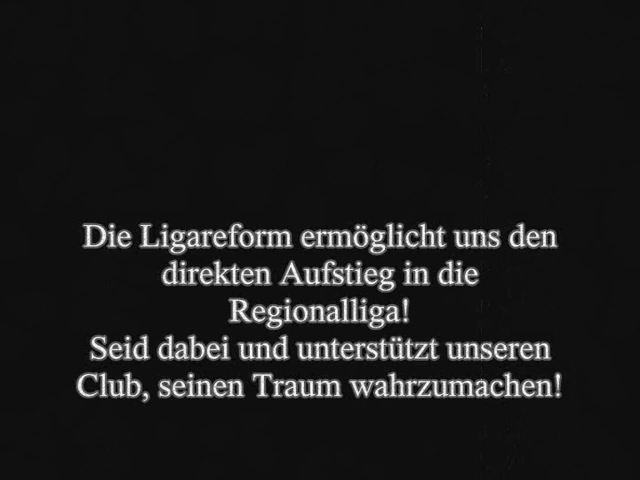 Die Ligareform ermöglicht uns den
direkten Aufstieg in die
Regionalliga!
Seid dabei und unterstützt unseren
Club, seinen Traum wahrzumachen!